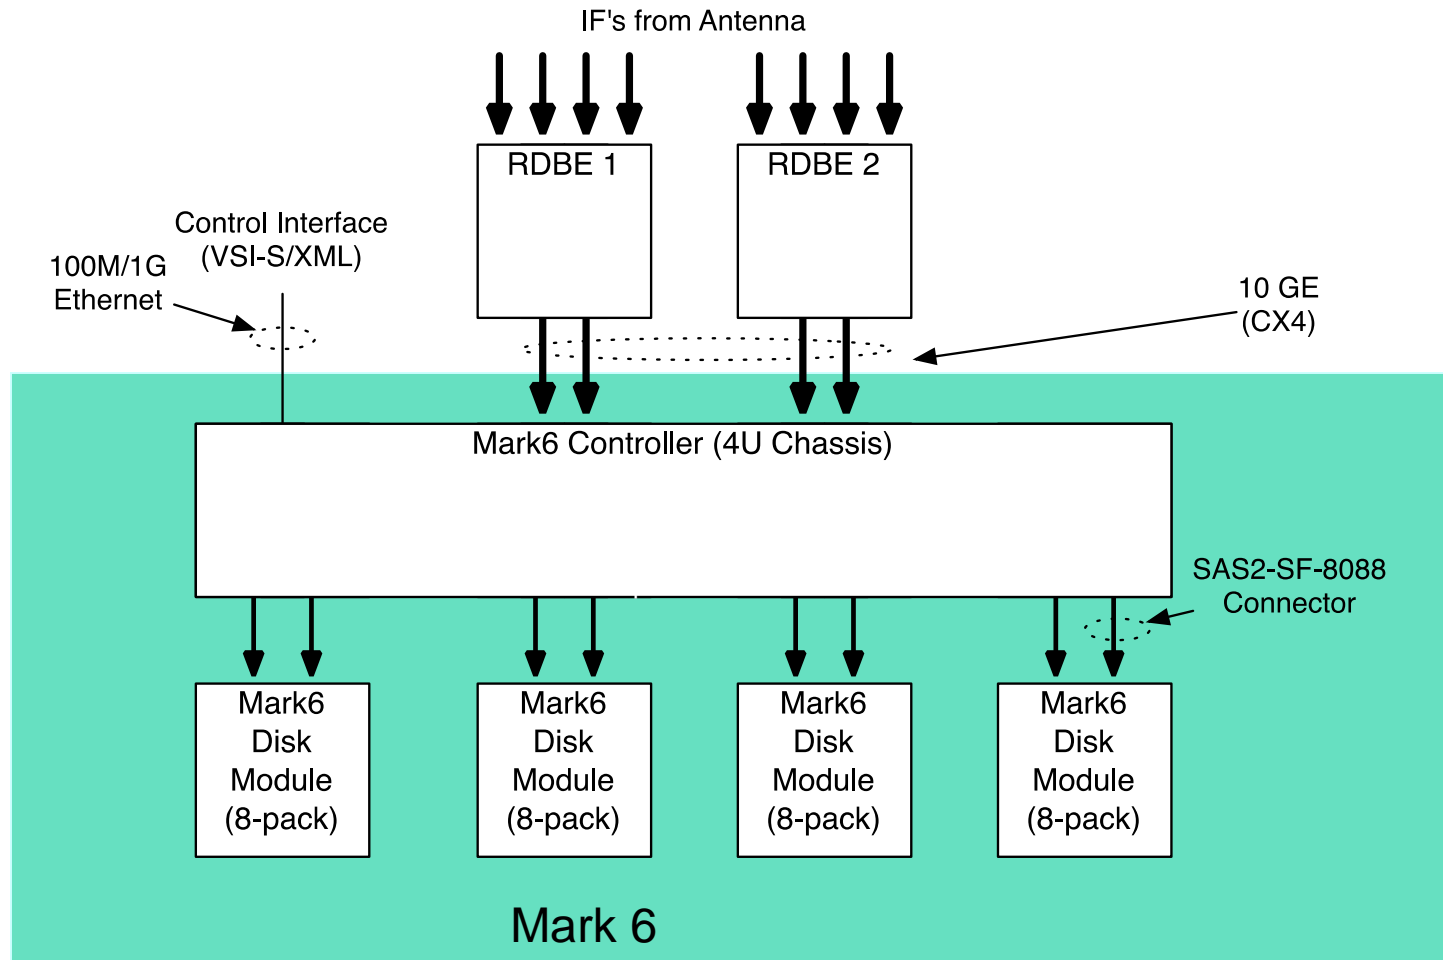 IF's from Antenna
RDBE 1
RDBE 2
Control Interface
(VSI-S/XML)
100M/1G
Ethernet
10 GE
(CX4)
Mark6 Controller (4U Chassis)
SAS2-SF-8088
Connector
Mark6
Disk
Module
(8-pack)
Mark6
Disk
Module
(8-pack)
Mark6
Disk
Module
(8-pack)
Mark6
Disk
Module
(8-pack)
Mark 6